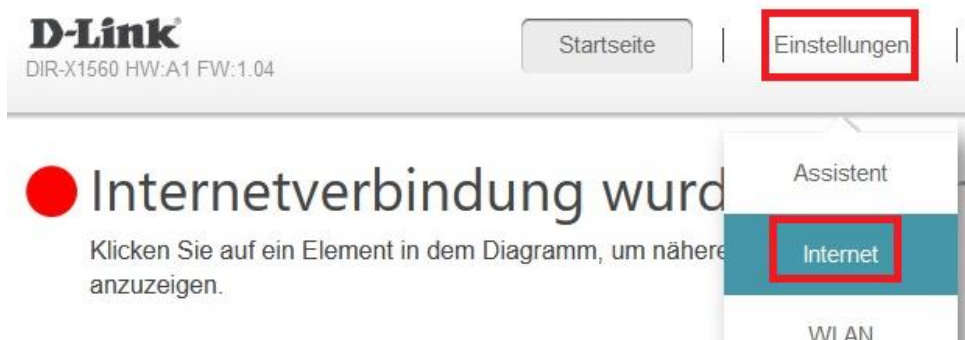 D-Link
DIR-X1560 HW:A1 FW:1.04
Startseite
Einstellungen
Assistent
Internet
WLAN
Internetverbindung wurd
Klicken Sie auf ein Element in dem Diagramm, um nähere
anzuzeigen.